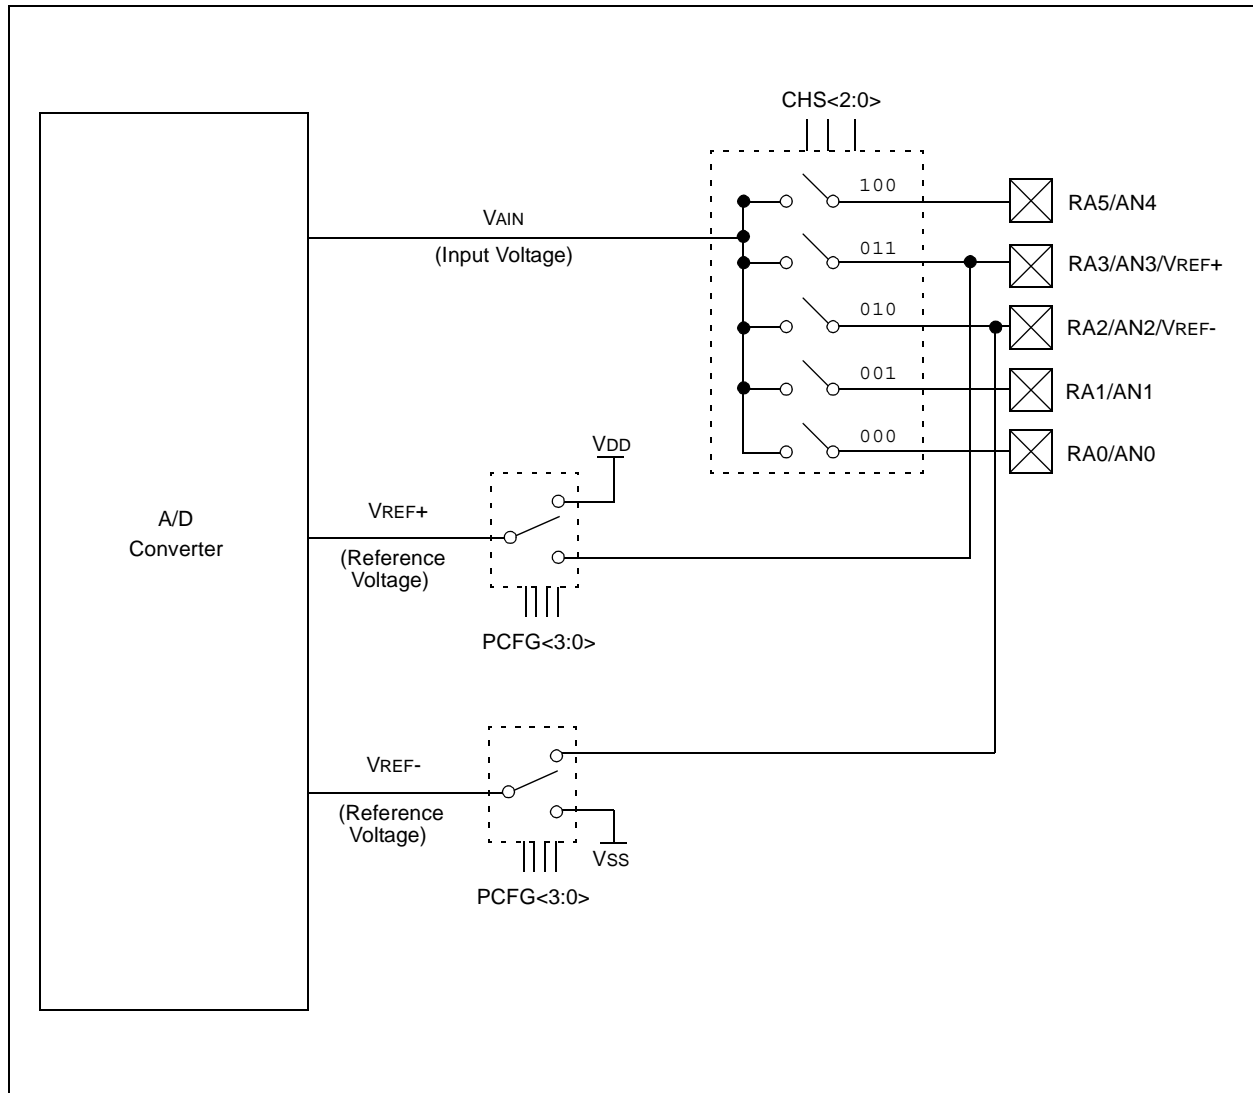 CHS<2:0>
100
RA5/AN4
VAIN
(Input Voltage)
011
RA3/AN3/VREF+
010
RA2/AN2/VREF-
001
RA1/AN1
000
RA0/AN0
VDD
A/D
Converter
VREF+
(Reference
Voltage)
PCFG<3:0>
VREF-
(Reference
Voltage)
VSS
PCFG<3:0>